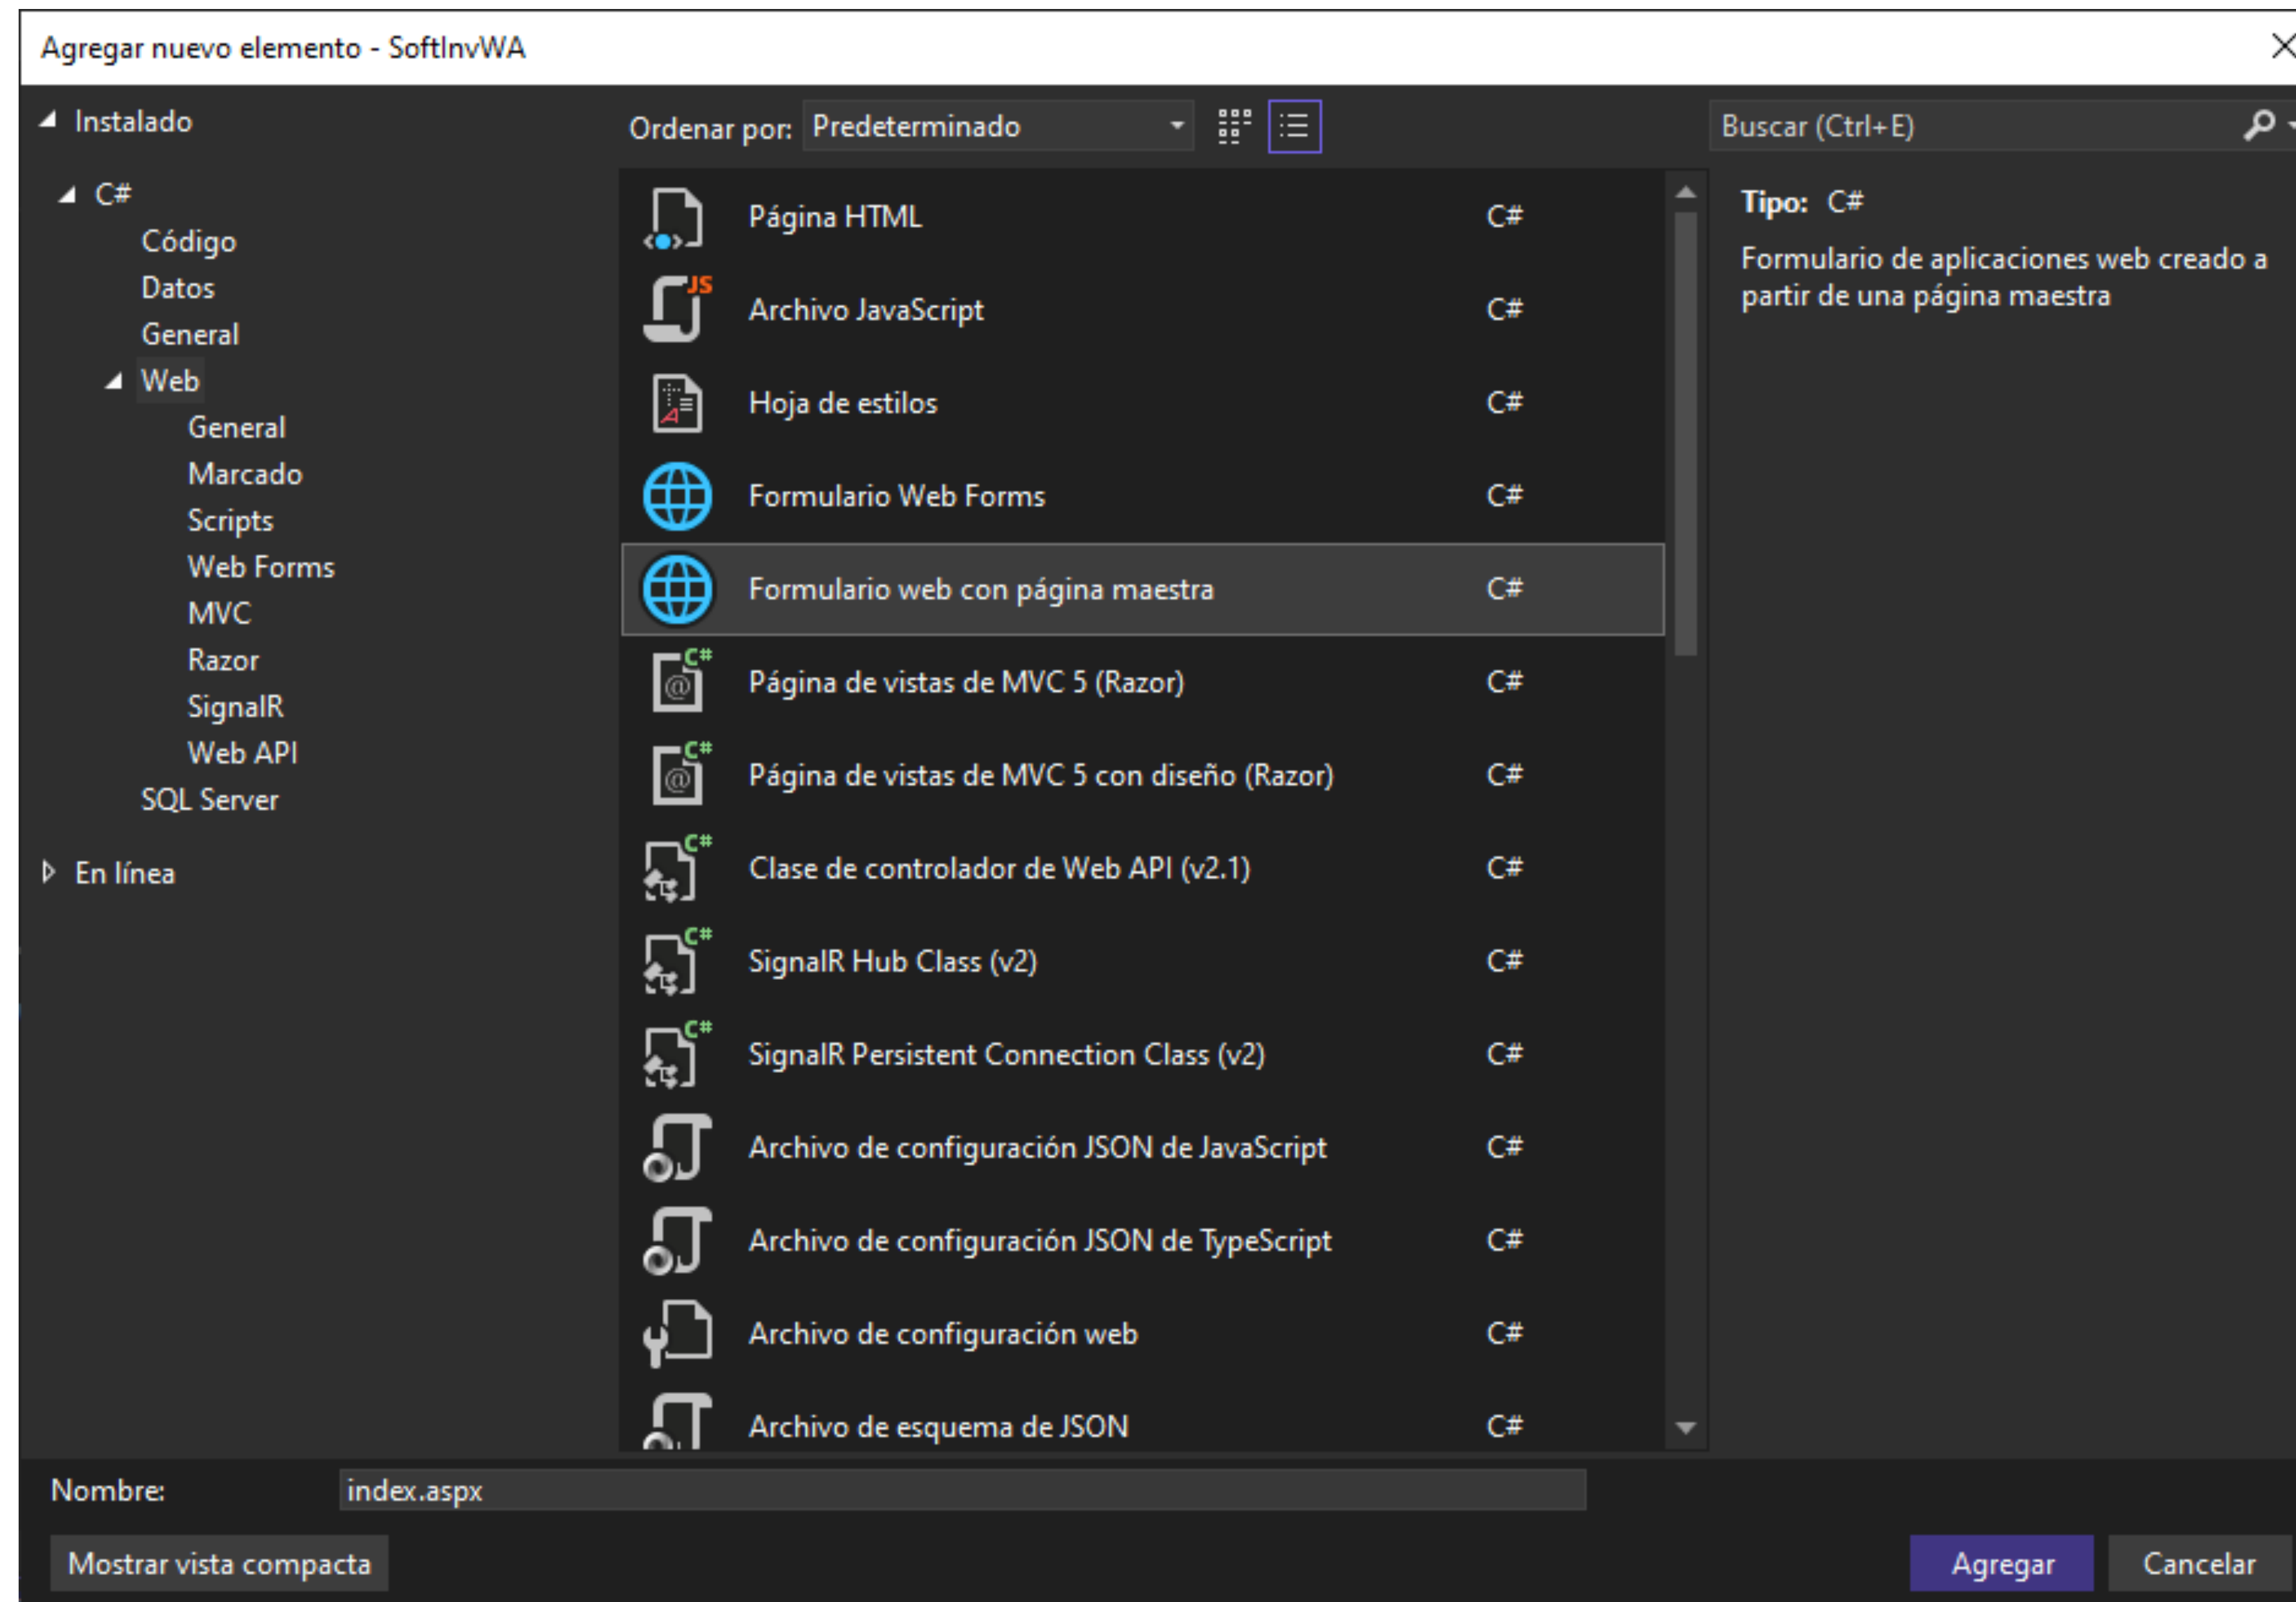 Agregar nuevo elemento - SoftInvWA
Instalado
C#
Código
Datos
General
Web
General
Marcado
Scripts
Web Forms
MVC
Razor
SignalR
Web API
SQL Server
En línea
Ordenar por: Predeterminado
Página HTML C#
JS
Archivo JavaScript C#
Hoja de estilos C#
Formulario Web Forms C#
Formulario web con página maestra C#
C#
@
Página de vistas de MVC 5 (Razor) C#
C#
@
Página de vistas de MVC 5 con diseño (Razor) C#
C#
Clase de controlador de Web API (v2.1) C#
C#
SignalR Hub Class (v2) C#
C#
SignalR Persistent Connection Class (v2) C#
Archivo de configuración JSON de JavaScript C#
Archivo de configuración JSON de TypeScript C#
Archivo de configuración web C#
Archivo de esquema de JSON C#
Buscar (Ctrl+E)
Tipo: C#
Formulario de aplicaciones web creado a
partir de una página maestra
Nombre: index.aspx
Mostrar vista compacta
Agregar
Cancelar